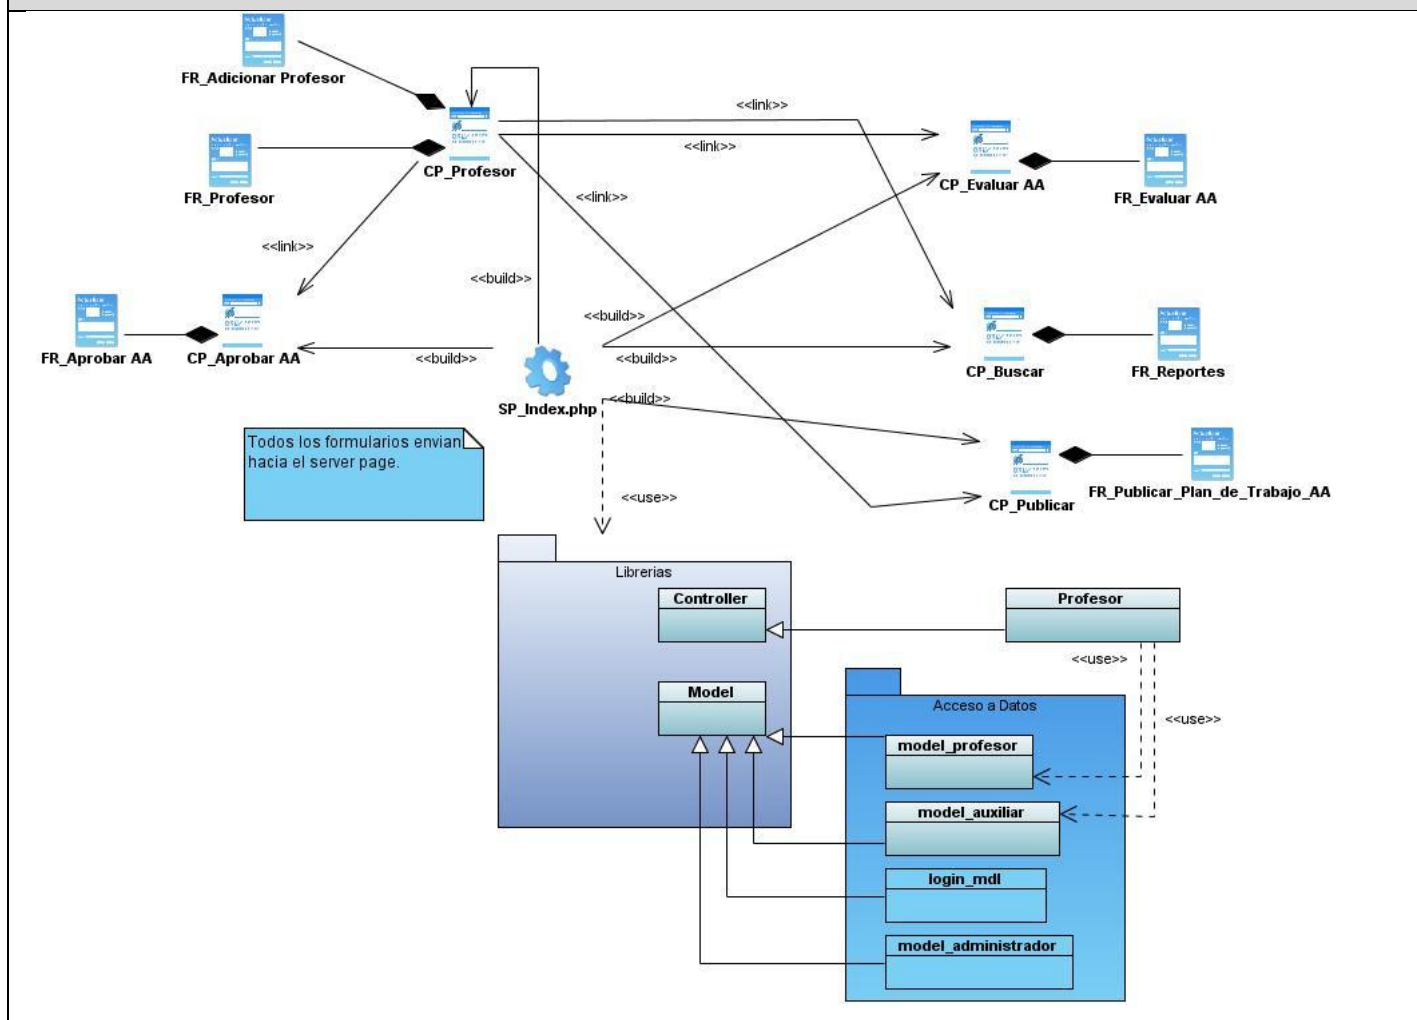 FR_Adicionar Profesor
<<build>>
<<link>>
CP_Profesor
<<link>>
FR_Profesor
<<link>>
CP_Evaluar AA
FR_Evaluar AA
<<link>>
<<build>>
<<build>>
FR_Aprobar AA
CP_Aprobar AA
<<build>>
<<build>>
CP_Buscar
FR_Reportes
SP_Index.php
<<build>>
Todos los formularios envian
hacia el server page.
<<use>>
CP_Publicar
FR_Publicar_Plan_de_Trabajo_AA
Librerias
Controller
Profesor
<<use>>
Model
Acceso a Datos
<<use>>
model_profesor
model_auxiliar
login_mdl
model_administrador